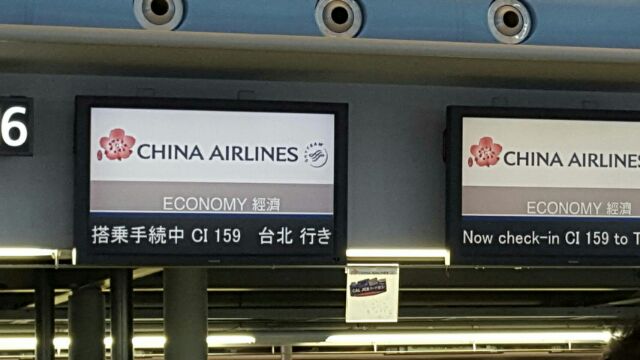 6
CHINA AIRLINES
ECONOMY 經濟
搭乗手続中 CI 159 台北 行き
CHINA AIRLINES
ECONOMY 經濟
Now check-in CI 159 to T